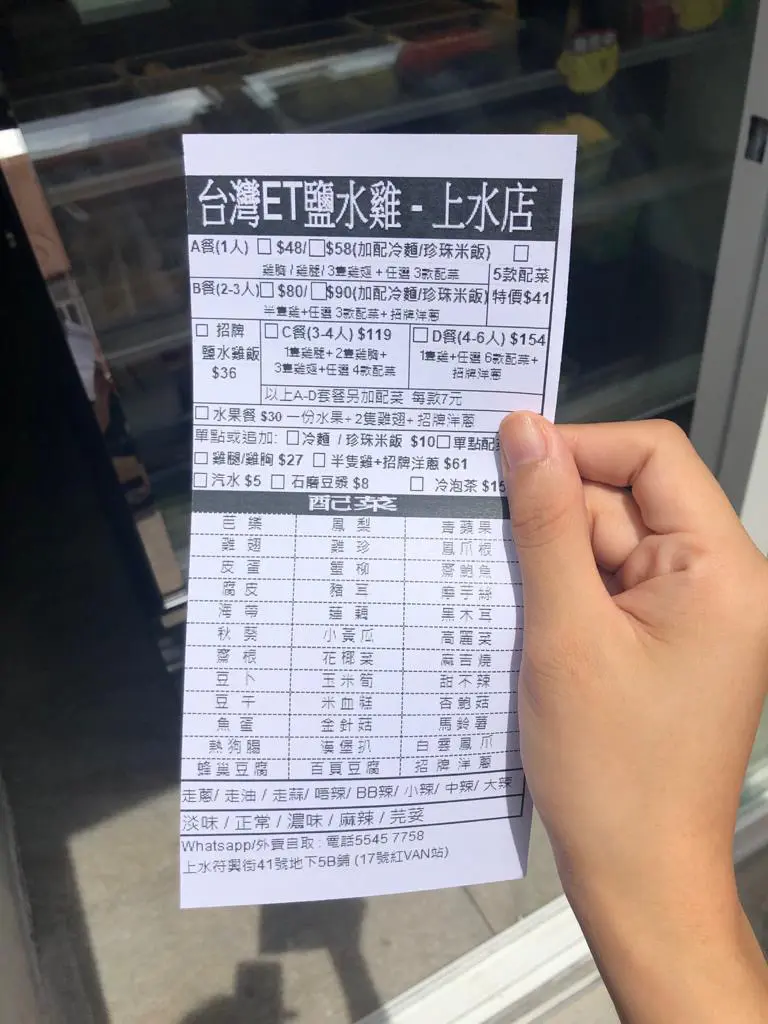 台灣ET鹽水雞 - 上水店
A餐(1人) $48/ $58(加配冷麵/珍珠米飯)
雞胸 / 雞腿/ 3隻雞翅 + 任選 3款配菜
5款配菜
特價$41
B餐(2-3人) $80/ $90(加配冷麵/珍珠米飯)
半隻雞+任選 3款配菜 + 招牌洋蔥
招牌
鹽水雞飯
$36
C餐(3-4人) $119
1隻雞腿+2隻雞胸+
3隻雞翅+任選 4款配菜
D餐(4-6人) $154
1隻雞+任選 6款配菜+
招牌洋蔥
以上A-D套餐另加配菜 每款7元
水果餐 $30 一份水果+ 2隻雞翅+ 招牌洋蔥
單點或追加: 冷麵 / 珍珠米飯 $10 單點配
雞腿/雞胸 $27 半隻雞+招牌洋蔥 $61
汽水 $5 石磨豆漿 $8 冷泡茶 $15
配菜
芭樂 鳳梨 青蘋果
雞翅 雞珍 鳳爪根
皮蛋 蟹柳 齋鮑魚
腐皮 豬耳 摩芋絲
海帶 蓮藕 黑木耳
秋葵 小黃瓜 高麗菜
齋根 花椰菜 麻吉燒
豆卜 玉米筍 甜不辣
豆干 米血糕 杏鮑菇
魚蛋 金針菇 馬鈴薯
熱狗腸 漢堡扒 白雲鳳爪
蜂巢豆腐 百頁豆腐 招牌洋蔥
走蔥/ 走油 / 走蒜/ 唔辣/ BB辣/ 小辣/ 中辣/ 大辣
淡味 / 正常 / 濃味 / 麻辣 / 芫荽
Whatsapp/外賣自取 : 電話5545 7758
上水符興街41號地下5B鋪 (17號紅VAN站)